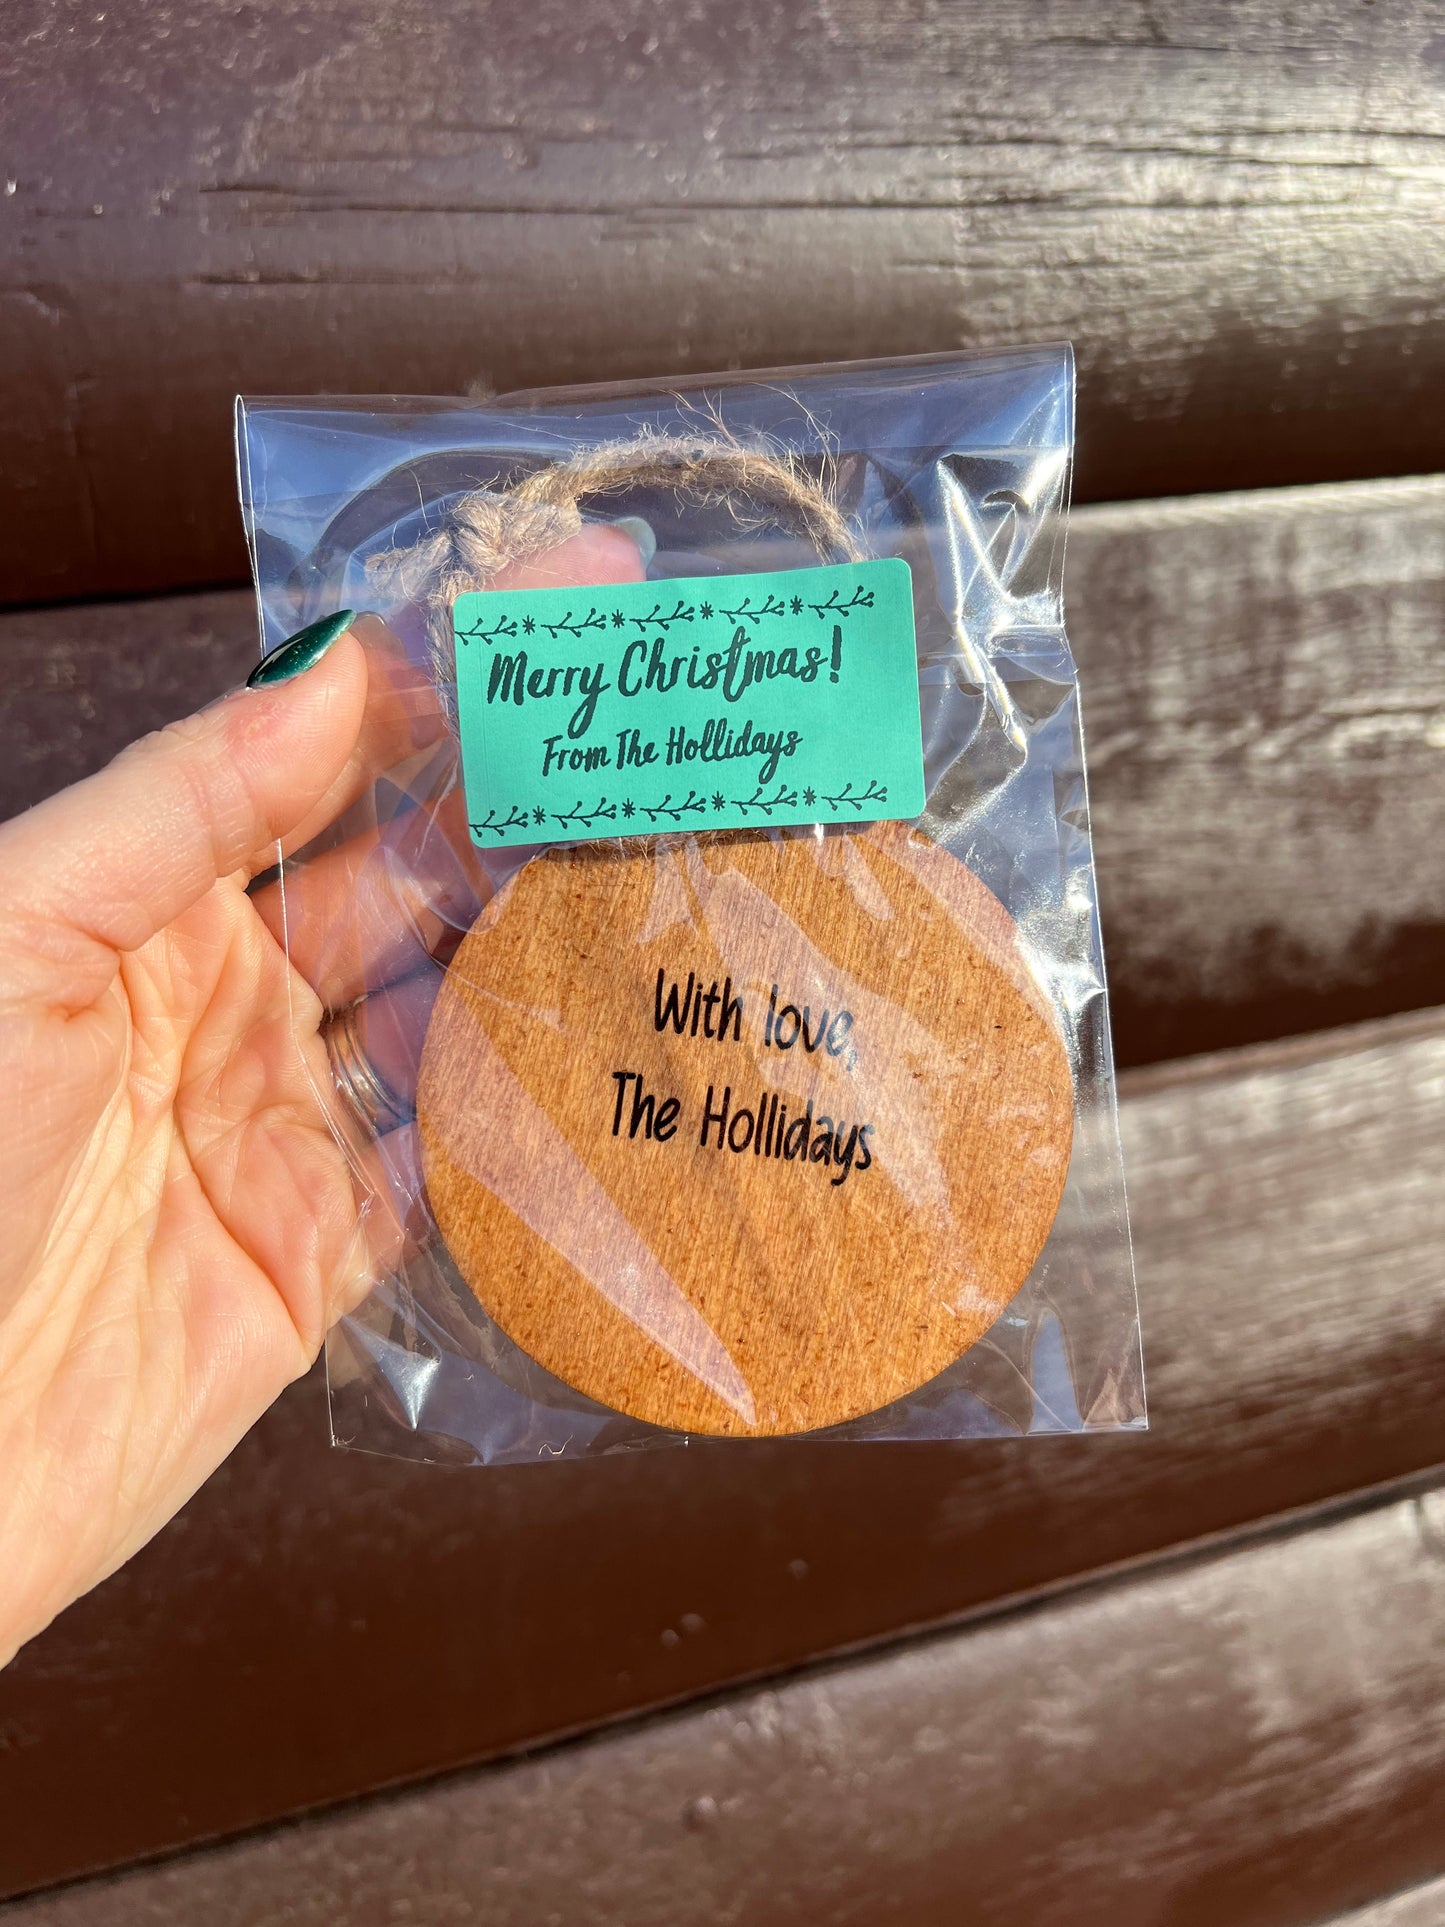 Merry Christmas!
From The Hollidays
With love,
The Hollidays